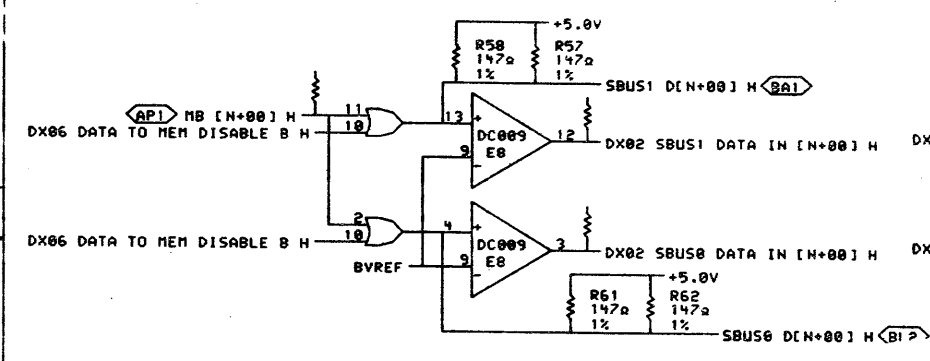 +5.0V
R58 R57
147Ω 147Ω
1% 1%
SBUS1 D[N+00] H BA1
AP1 MB [N+00] H 11
DX06 DATA TO MEM DISABLE B H 10
13 +
DC009 12
E8
9 -
DX02 SBUS1 DATA IN [N+00] H DX
2
DX06 DATA TO MEM DISABLE B H 10
4 +
DC009 3
E8
BVREF 9 -
DX02 SBUS0 DATA IN [N+00] H DX
+5.0V
R61 R62
147Ω 147Ω
1% 1%
SBUS0 D[N+00] H